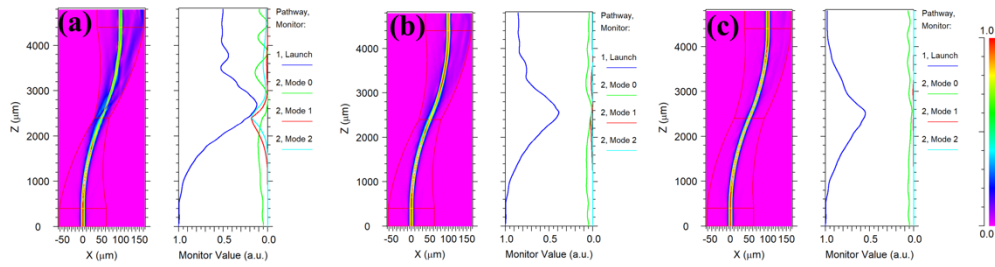 (a)
4000
3000
2000
1000
0
Z (μm)
-50 0 50 100 150
X (μm)
1.0 0.5 0.0
Monitor Value (a.u.)
Pathway,
Monitor:
1, Launch
2, Mode 0
2, Mode 1
2, Mode 2
(b)
4000
3000
2000
1000
0
Z (μm)
-50 0 50 100 150
X (μm)
1.0 0.5 0.0
Monitor Value (a.u.)
Pathway,
Monitor:
1, Launch
2, Mode 0
2, Mode 1
2, Mode 2
(c)
4000
3000
2000
1000
0
Z (μm)
-50 0 50 100 150
X (μm)
1.0 0.5 0.0
Monitor Value (a.u.)
Pathway,
Monitor:
1, Launch
2, Mode 0
2, Mode 1
2, Mode 2
1.0
0.0